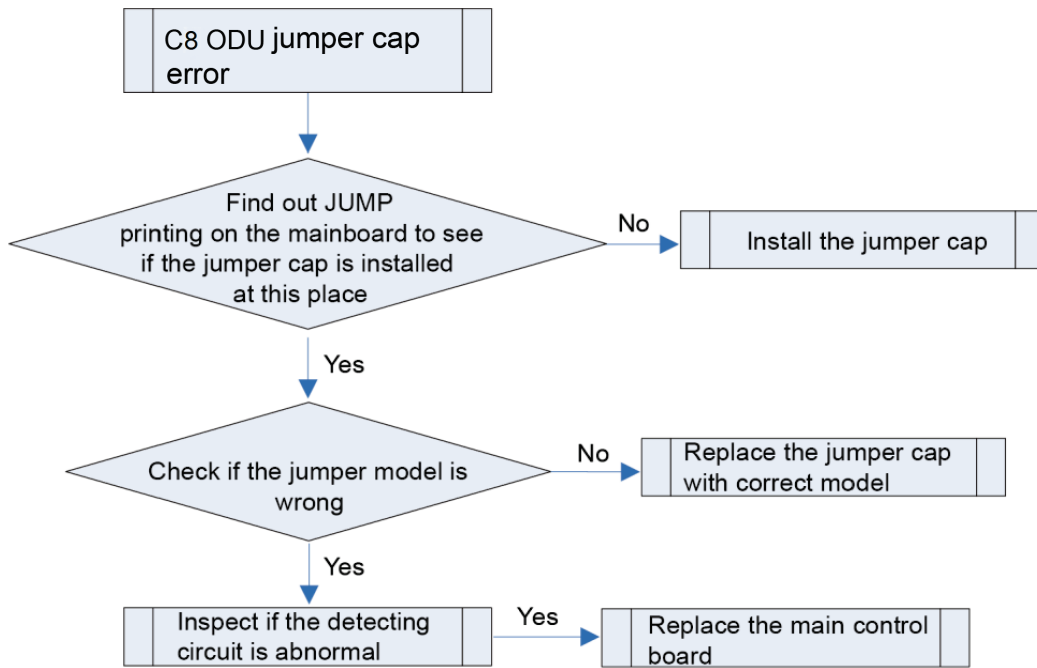 C8 ODU jumper cap
error
Find out JUMP
printing on the mainboard to see
if the jumper cap is installed
at this place
No
Install the jumper cap
Yes
Check if the jumper model is
wrong
No
Replace the jumper cap
with correct model
Yes
Inspect if the detecting
circuit is abnormal
Yes
Replace the main control
board